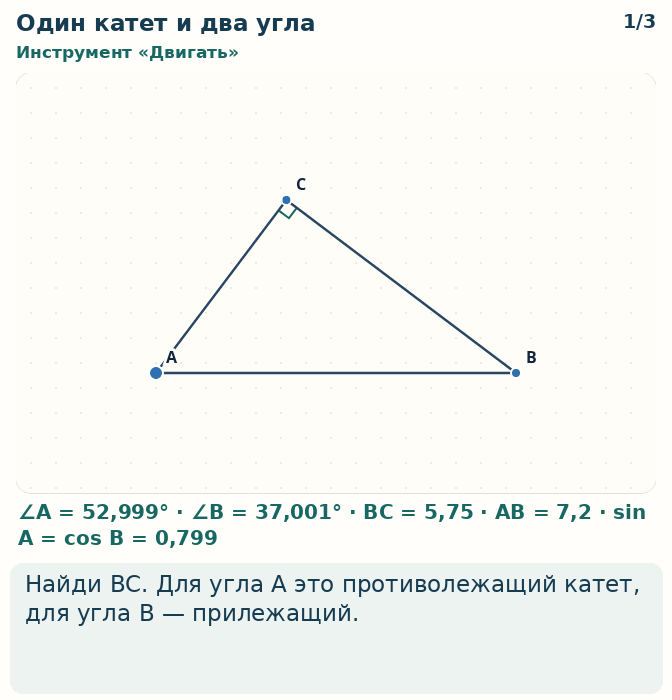 Один катет и два угла
1/3
Инструмент «Двигать»
C
A
B
∠A = 52,999° · ∠B = 37,001° · BC = 5,75 · AB = 7,2 · sin
A = cos B = 0,799
Найди BC. Для угла A это противолежащий катет,
для угла B — прилежащий.